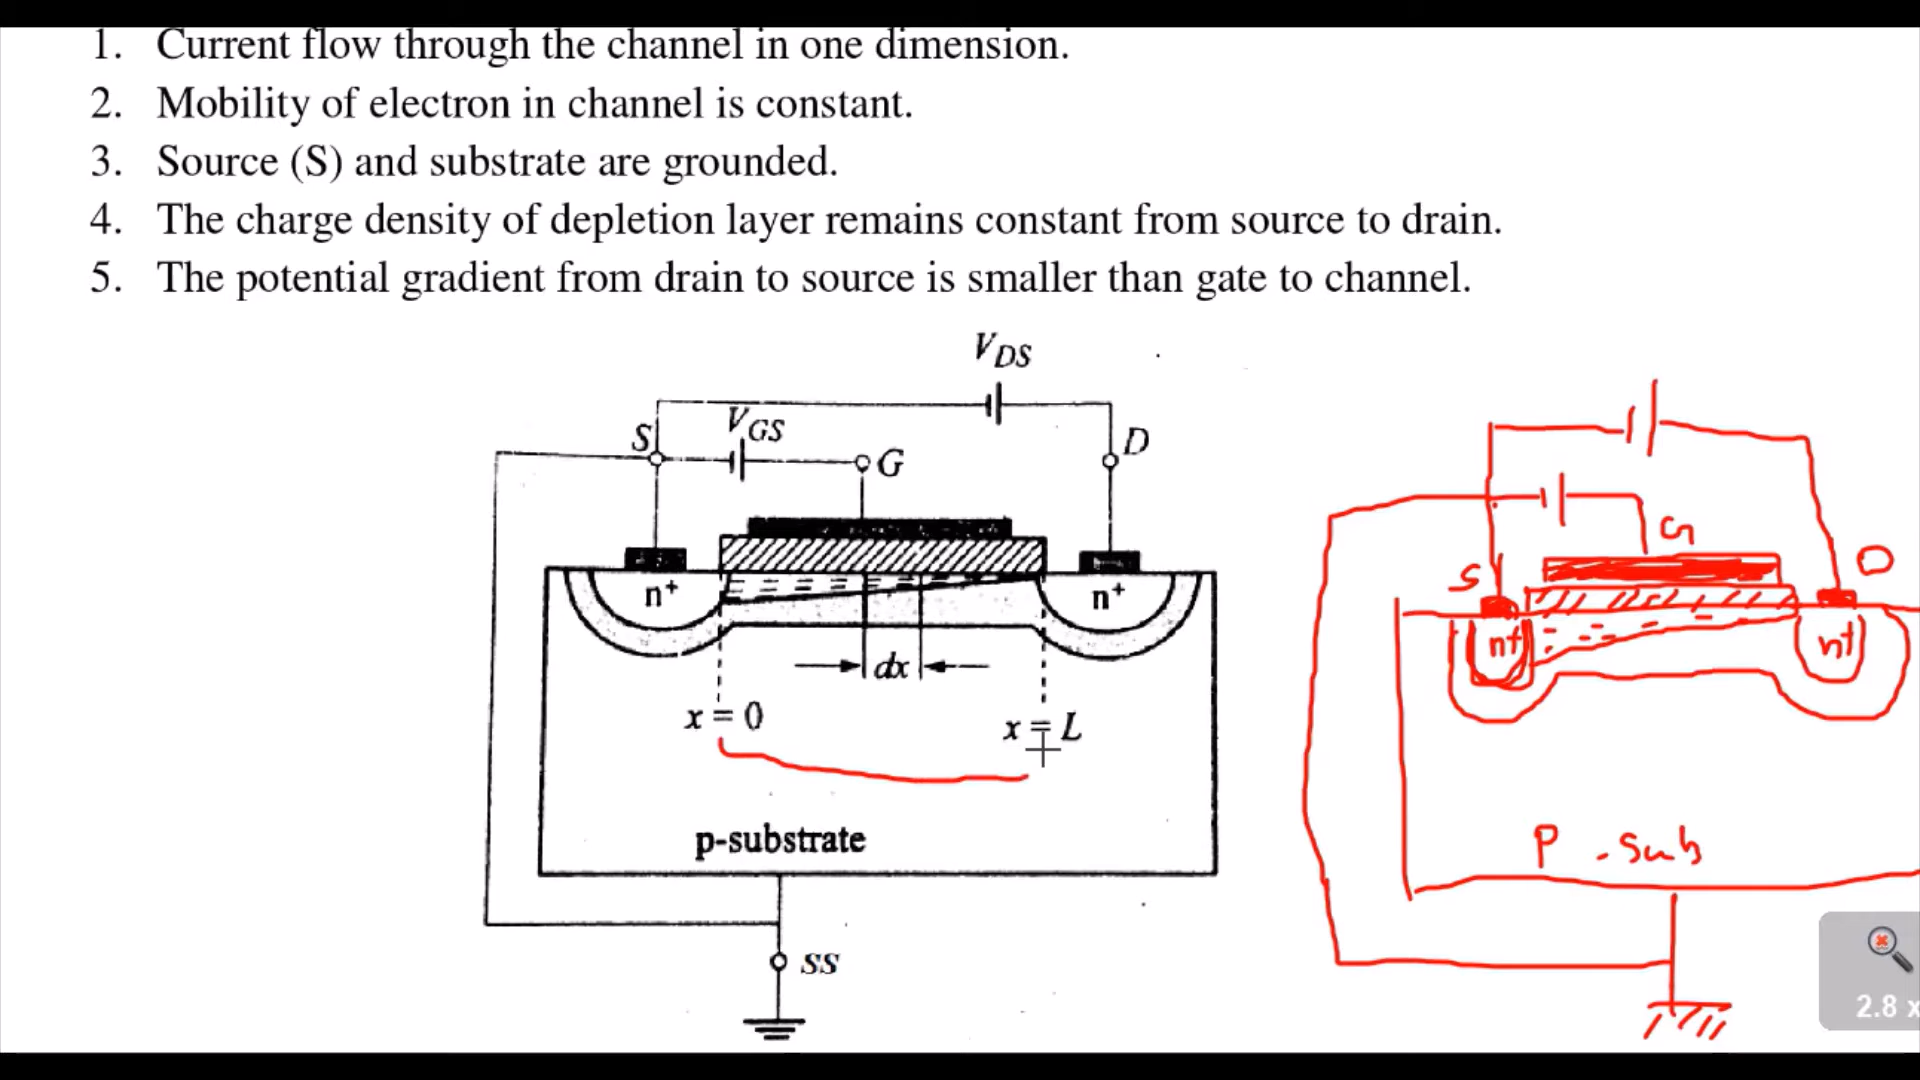 1. Current flow through the channel in one dimension.
2. Mobility of electron in channel is constant.
3. Source (S) and substrate are grounded.
4. The charge density of depletion layer remains constant from source to drain.
5. The potential gradient from drain to source is smaller than gate to channel.
V_DS
S
V_GS
G
D
n+
n+
dx
x = 0
x = L
p-substrate
SS
G
S
D
n+
n+
P - sub
2.8 x